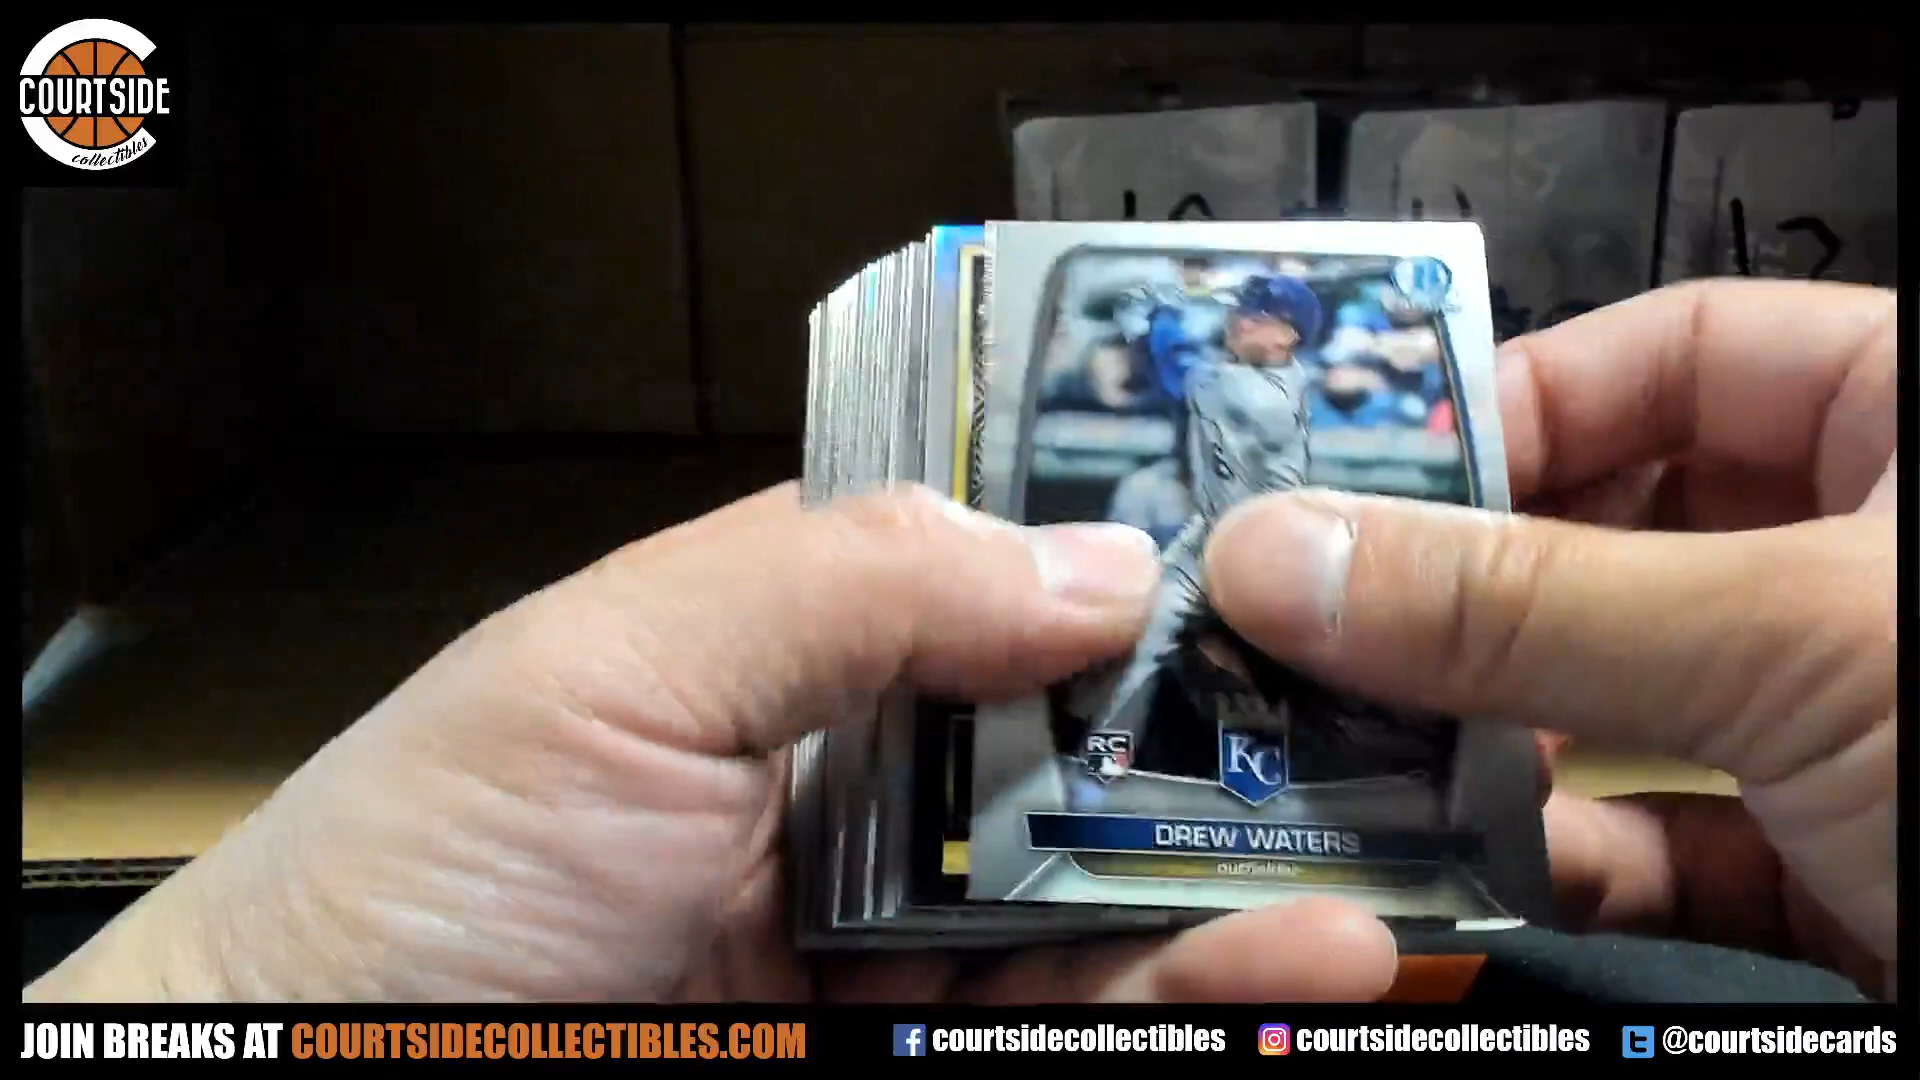 COURTSIDE
collectibles
RC
KC
DREW WATERS
JOIN BREAKS AT COURTSIDECOLLECTIBLES.COM
courtsidecollectibles
courtsidecollectibles
@courtsidecards